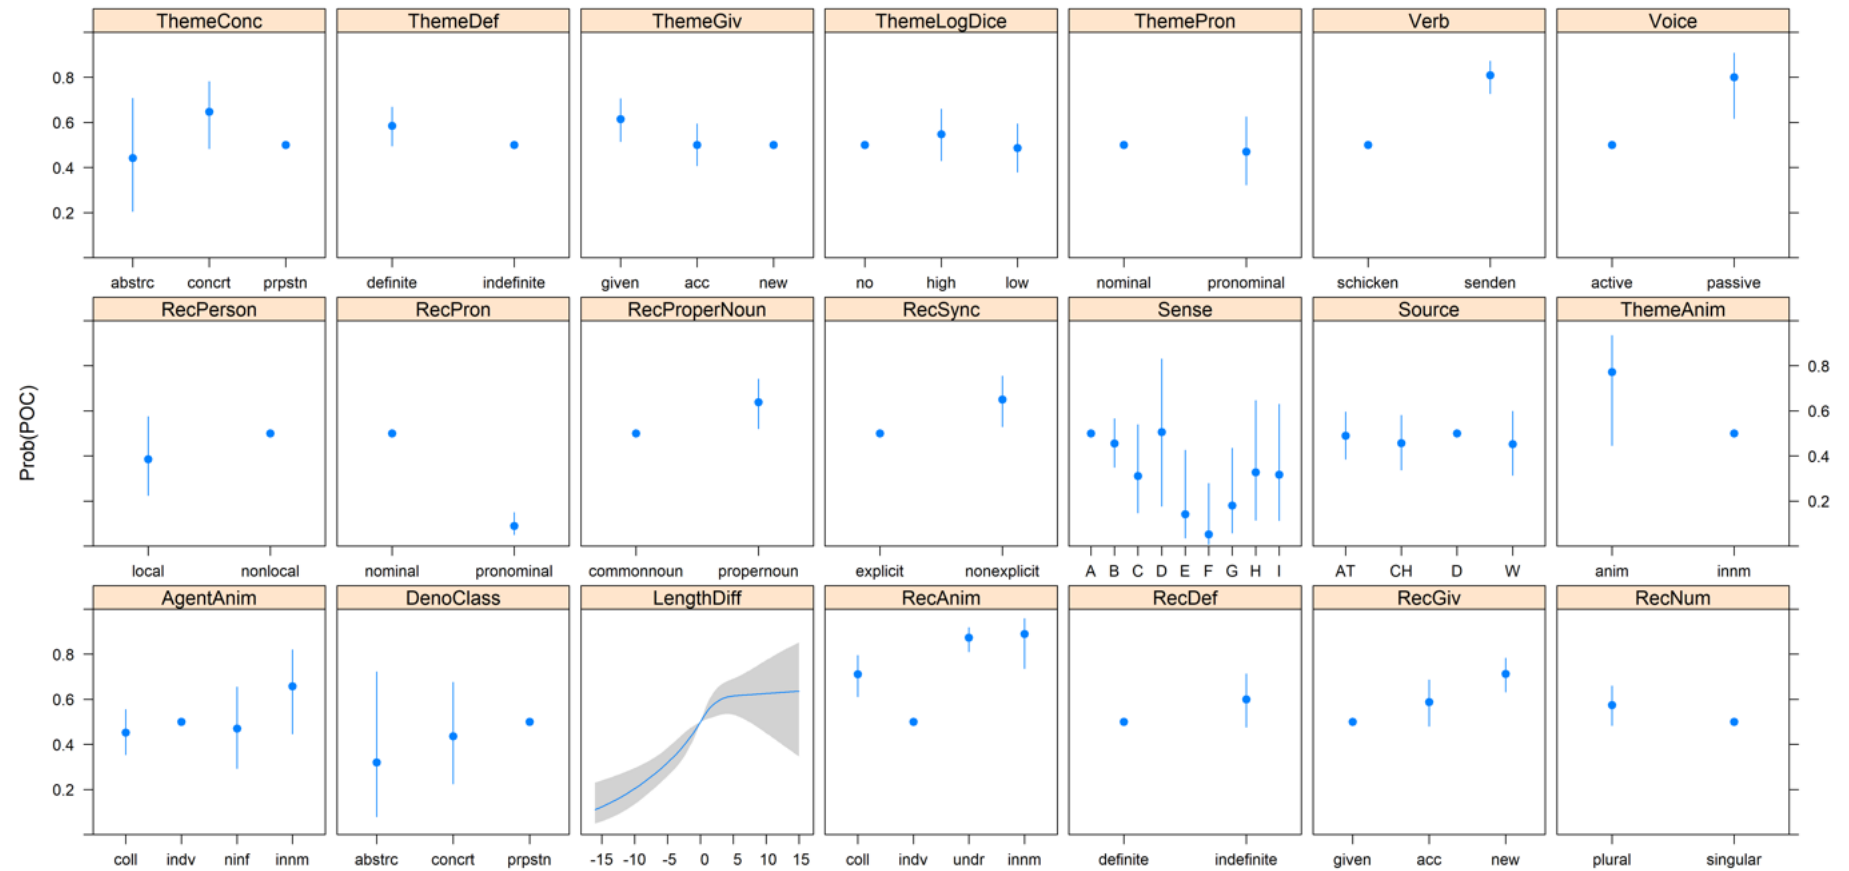 ThemeConc ThemeDef ThemeGiv ThemeLogDice ThemePron Verb Voice
0.8
0.6
0.4
0.2
abstrc concrt prpstn definite indefinite given acc new no high low nominal pronominal schicken senden active passive
RecPerson RecPron RecProperNoun RecSync Sense Source ThemeAnim
Prob(POC)
0.8
0.6
0.4
0.2
local nonlocal nominal pronominal commonnoun propernoun explicit nonexplicit A B C D E F G H I AT CH D W anim innm
AgentAnim DenoClass LengthDiff RecAnim RecDef RecGiv RecNum
0.8
0.6
0.4
0.2
coll indv ninf innm abstrc concrt prpstn -15 -10 -5 0 5 10 15 coll indv undr innm definite indefinite given acc new plural singular